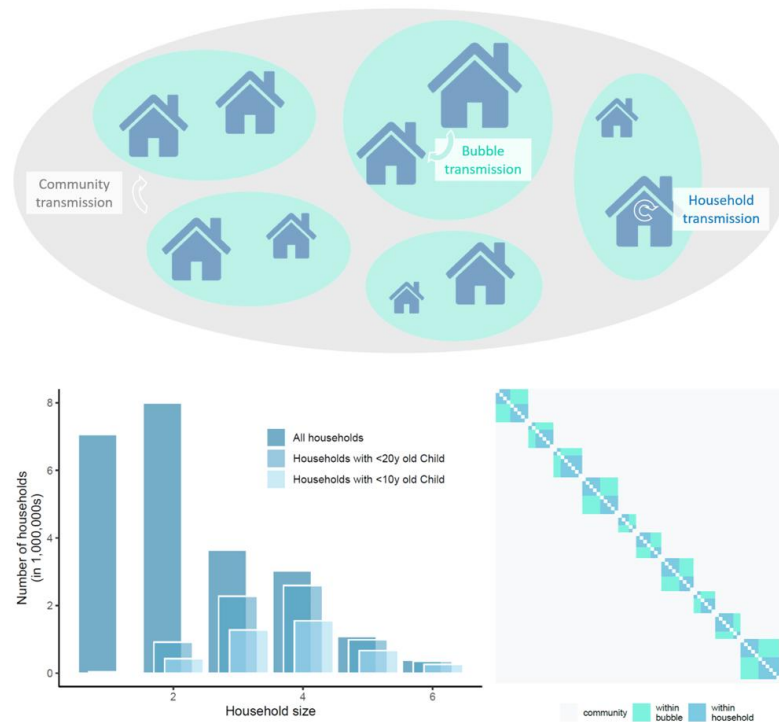 Community
transmission
Bubble
transmission
Household
transmission
Number of households
(in 1,000,000s)
8
6
4
2
0
All households
Households with <20y old Child
Households with <10y old Child
2
4
6
Household size
community
within
bubble
within
household